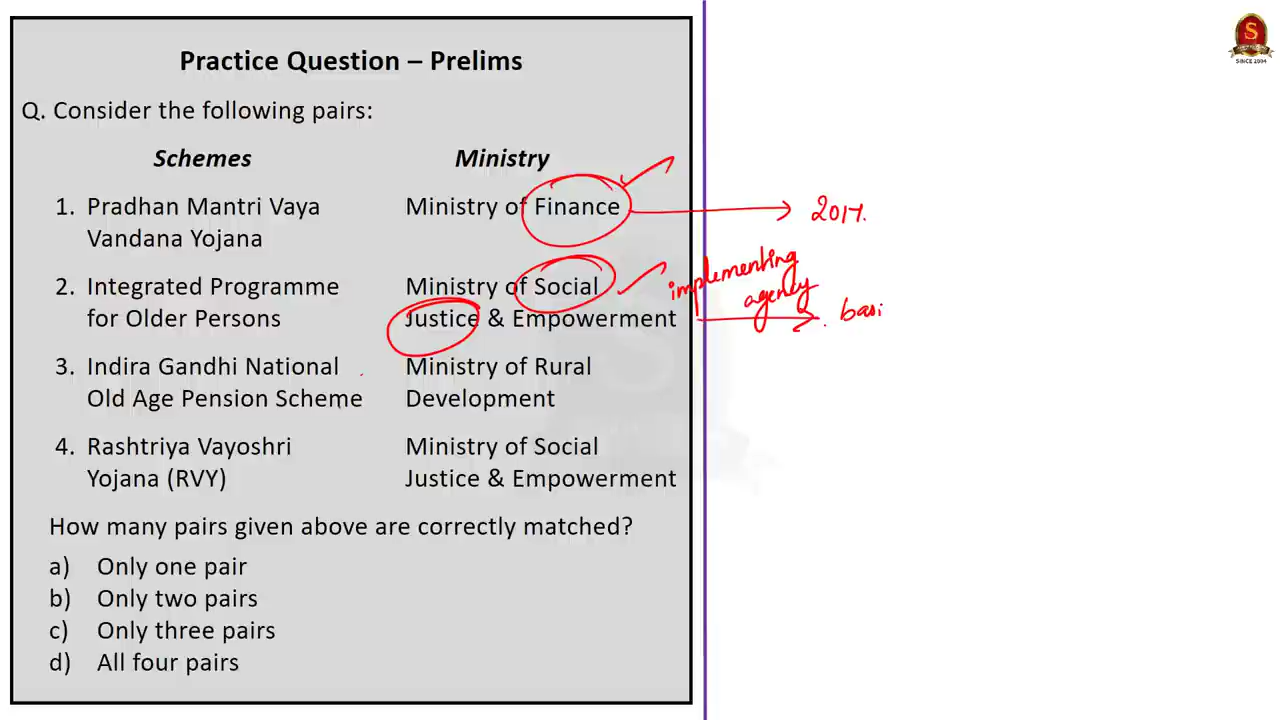 Practice Question – Prelims
Q. Consider the following pairs:
Schemes Ministry
1. Pradhan Mantri Vaya Ministry of Finance
Vandana Yojana
2017.
2. Integrated Programme Ministry of Social
for Older Persons Justice & Empowerment
implementing
agency
basi
3. Indira Gandhi National Ministry of Rural
Old Age Pension Scheme Development
4. Rashtriya Vayoshri Ministry of Social
Yojana (RVY) Justice & Empowerment
How many pairs given above are correctly matched?
a) Only one pair
b) Only two pairs
c) Only three pairs
d) All four pairs
S
SINCE 2004